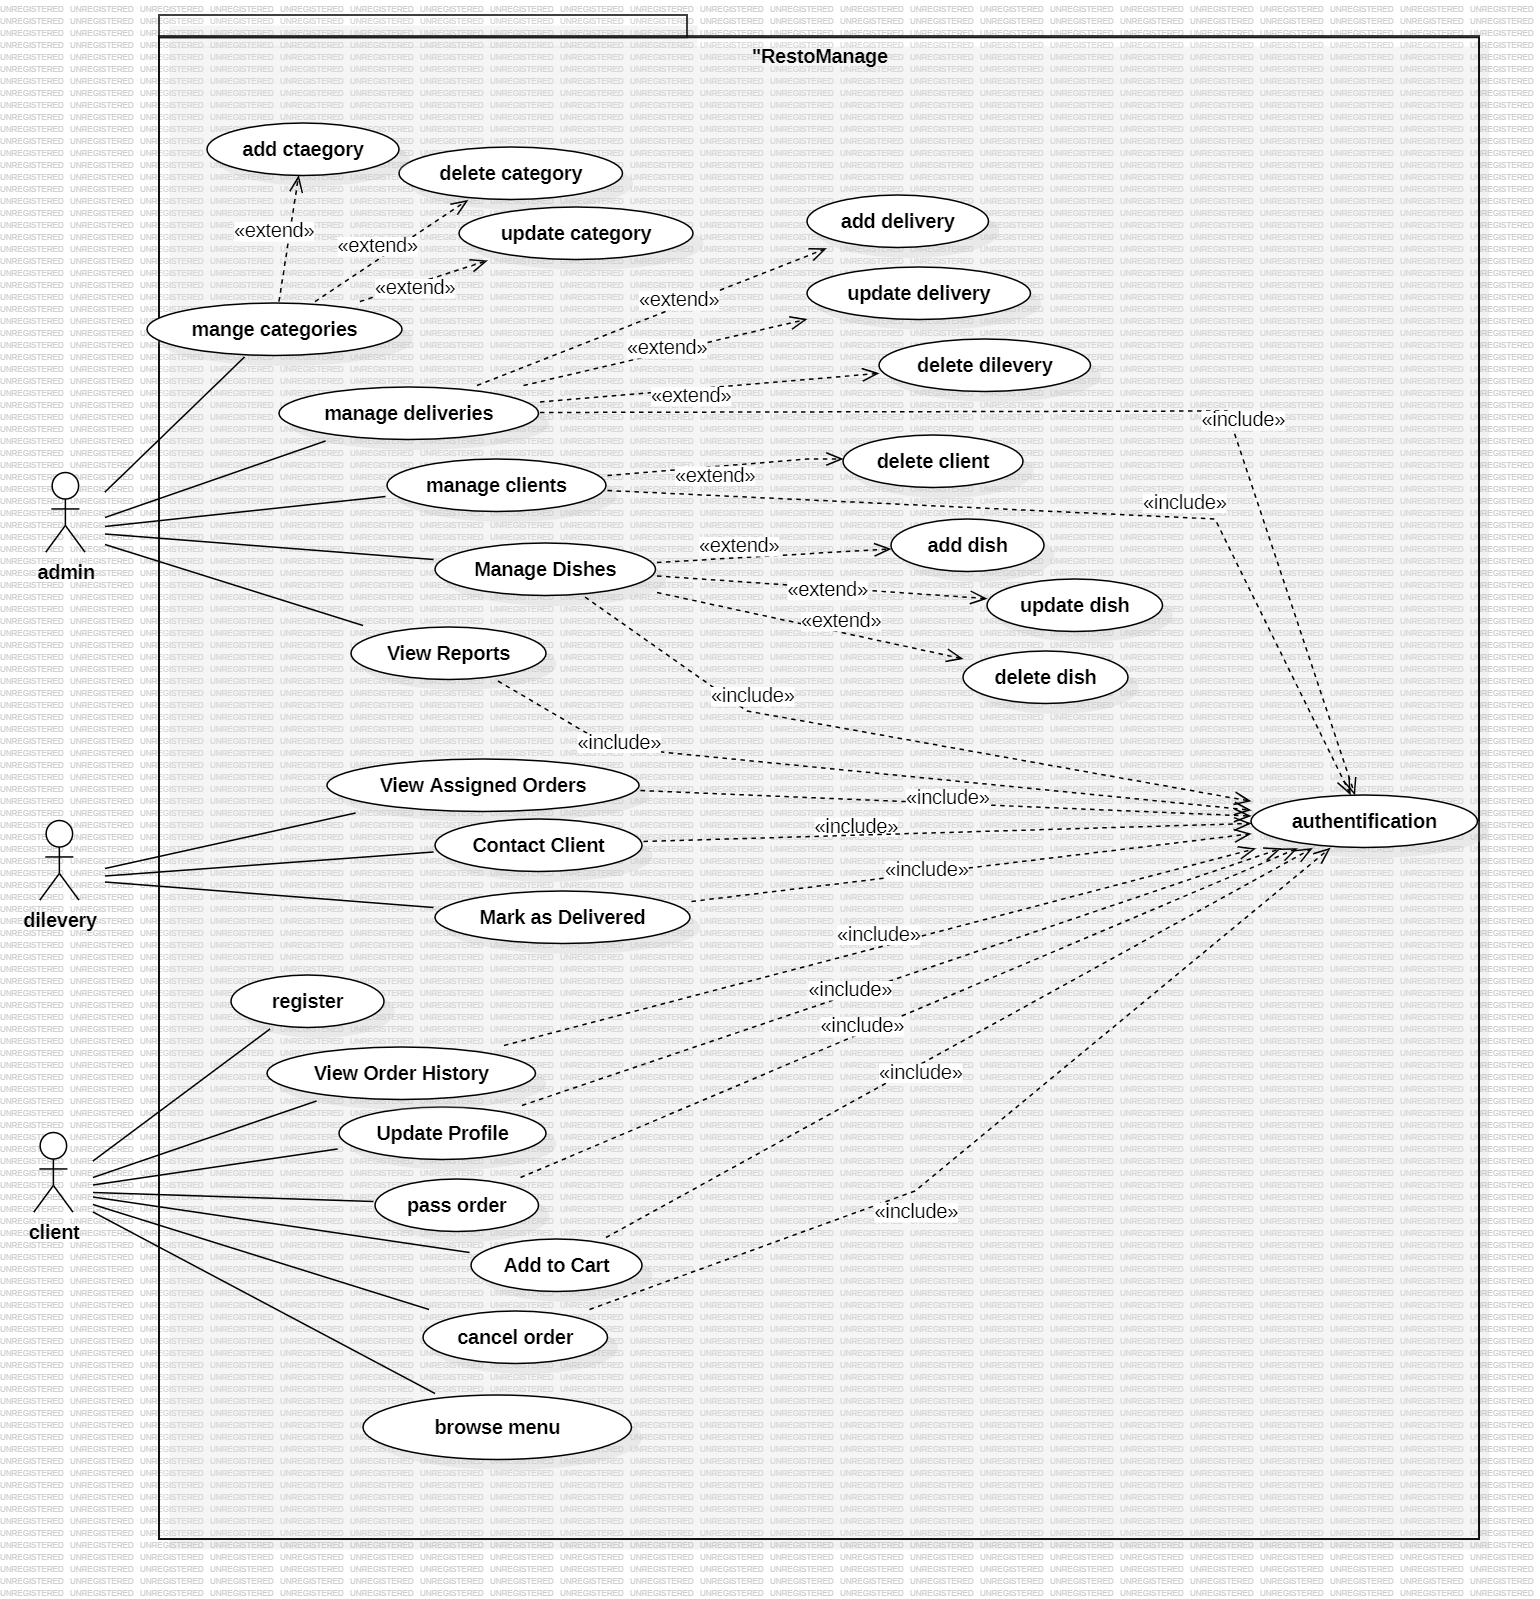 "RestoManage
add ctaegory
delete category
update category
add delivery
«extend»
«extend»
«extend»
update delivery
«extend»
mange categories
«extend»
delete dilevery
«extend»
manage deliveries
«include»
delete client
«extend»
manage clients
«include»
add dish
«extend»
Manage Dishes
admin
«extend»
update dish
«extend»
View Reports
delete dish
«include»
«include»
View Assigned Orders
«include»
authentification
«include»
Contact Client
«include»
Mark as Delivered
dilevery
«include»
register
«include»
«include»
View Order History
«include»
Update Profile
pass order
«include»
client
Add to Cart
cancel order
browse menu
UNREGISTERED